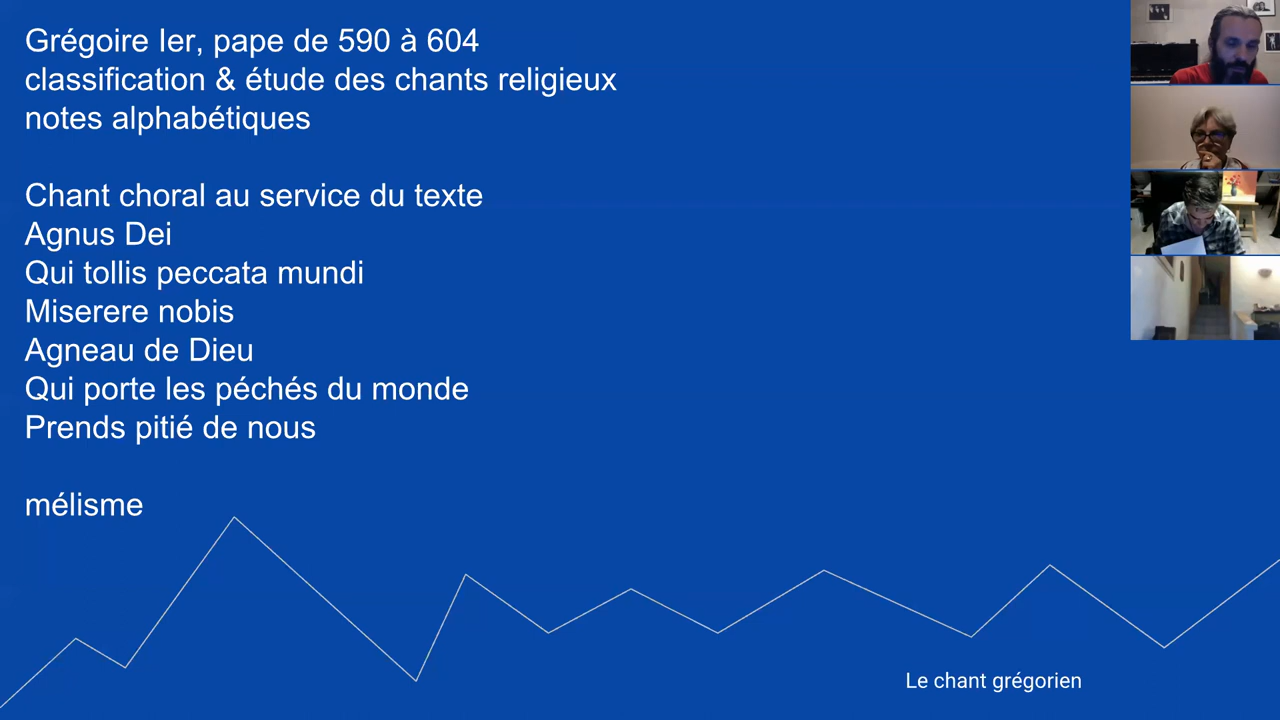 Grégoire Ier, pape de 590 à 604
classification & étude des chants religieux
notes alphabétiques
Chant choral au service du texte
Agnus Dei
Qui tollis peccata mundi
Miserere nobis
Agneau de Dieu
Qui porte les péchés du monde
Prends pitié de nous
mélisme
Le chant grégorien